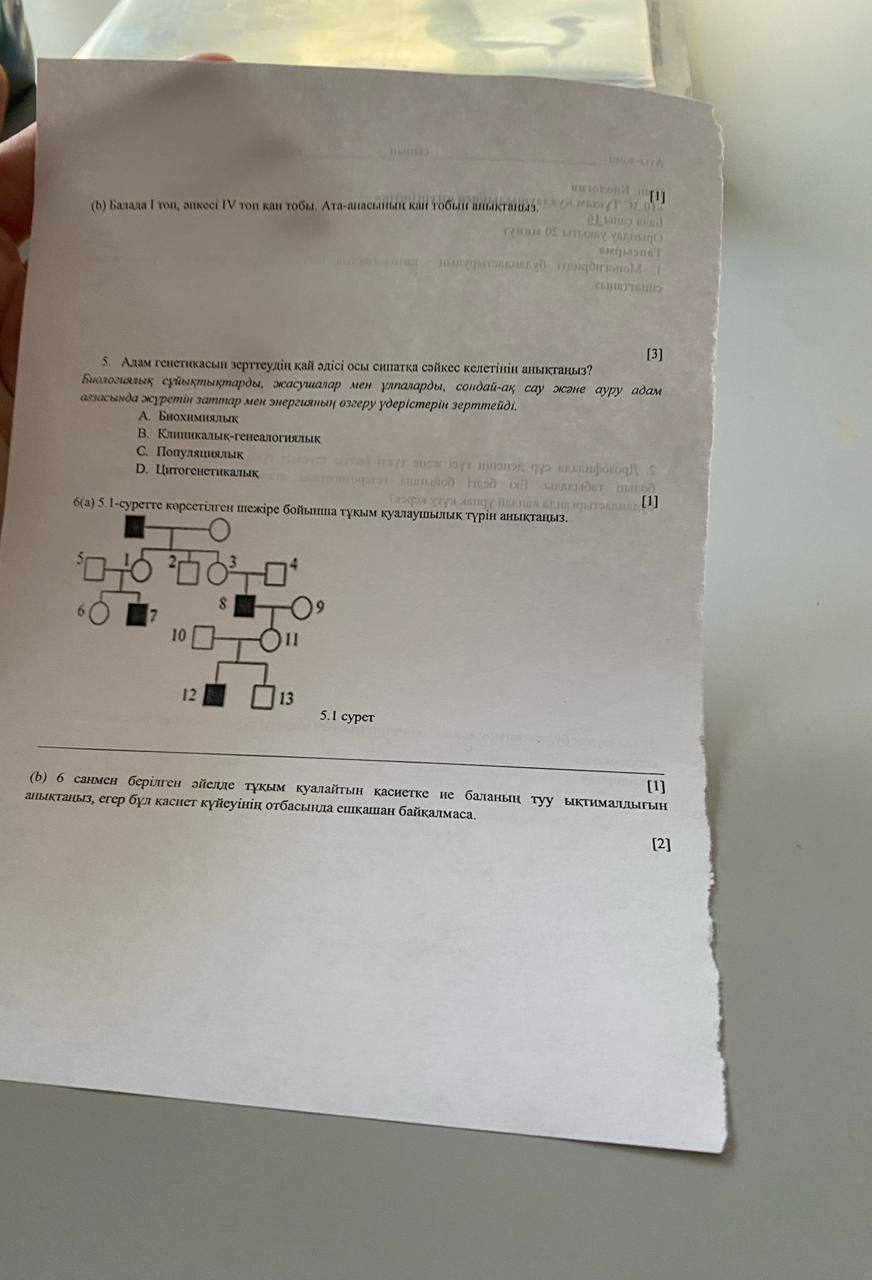 [1]
(b) Балада I топ, әпкесі IV топ қан тобы. Ата-анасының қан тобын анықтаңыз.
[3]
5. Адам генетикасын зерттеудің қай әдісі осы сипатқа сәйкес келетінін анықтаңыз?
Биологиялық сұйықтықтарды, жасушалар мен ұлпаларды, сондай-ақ сау және ауру адам
ағзасында жүретін заттар мен энергияның өзгеру үдерістерін зерттейді.
A. Биохимиялық
B. Клиникалық-генеалогиялық
C. Популяциялық
D. Цитогенетикалық
[1]
6(a) 5.1-суретте көрсетілген шежіре бойынша тұқым қуалаушылық түрін анықтаңыз.
5 1 2 3 4
6 7 8 9
10 11
12 13
5.1 сурет
[1]
(b) 6 санмен берілген әйелде тұқым қуалайтын қасиетке ие баланың туу ықтималдығын
анықтаңыз, егер бұл қасиет күйеуінің отбасында ешқашан байқалмаса.
[2]